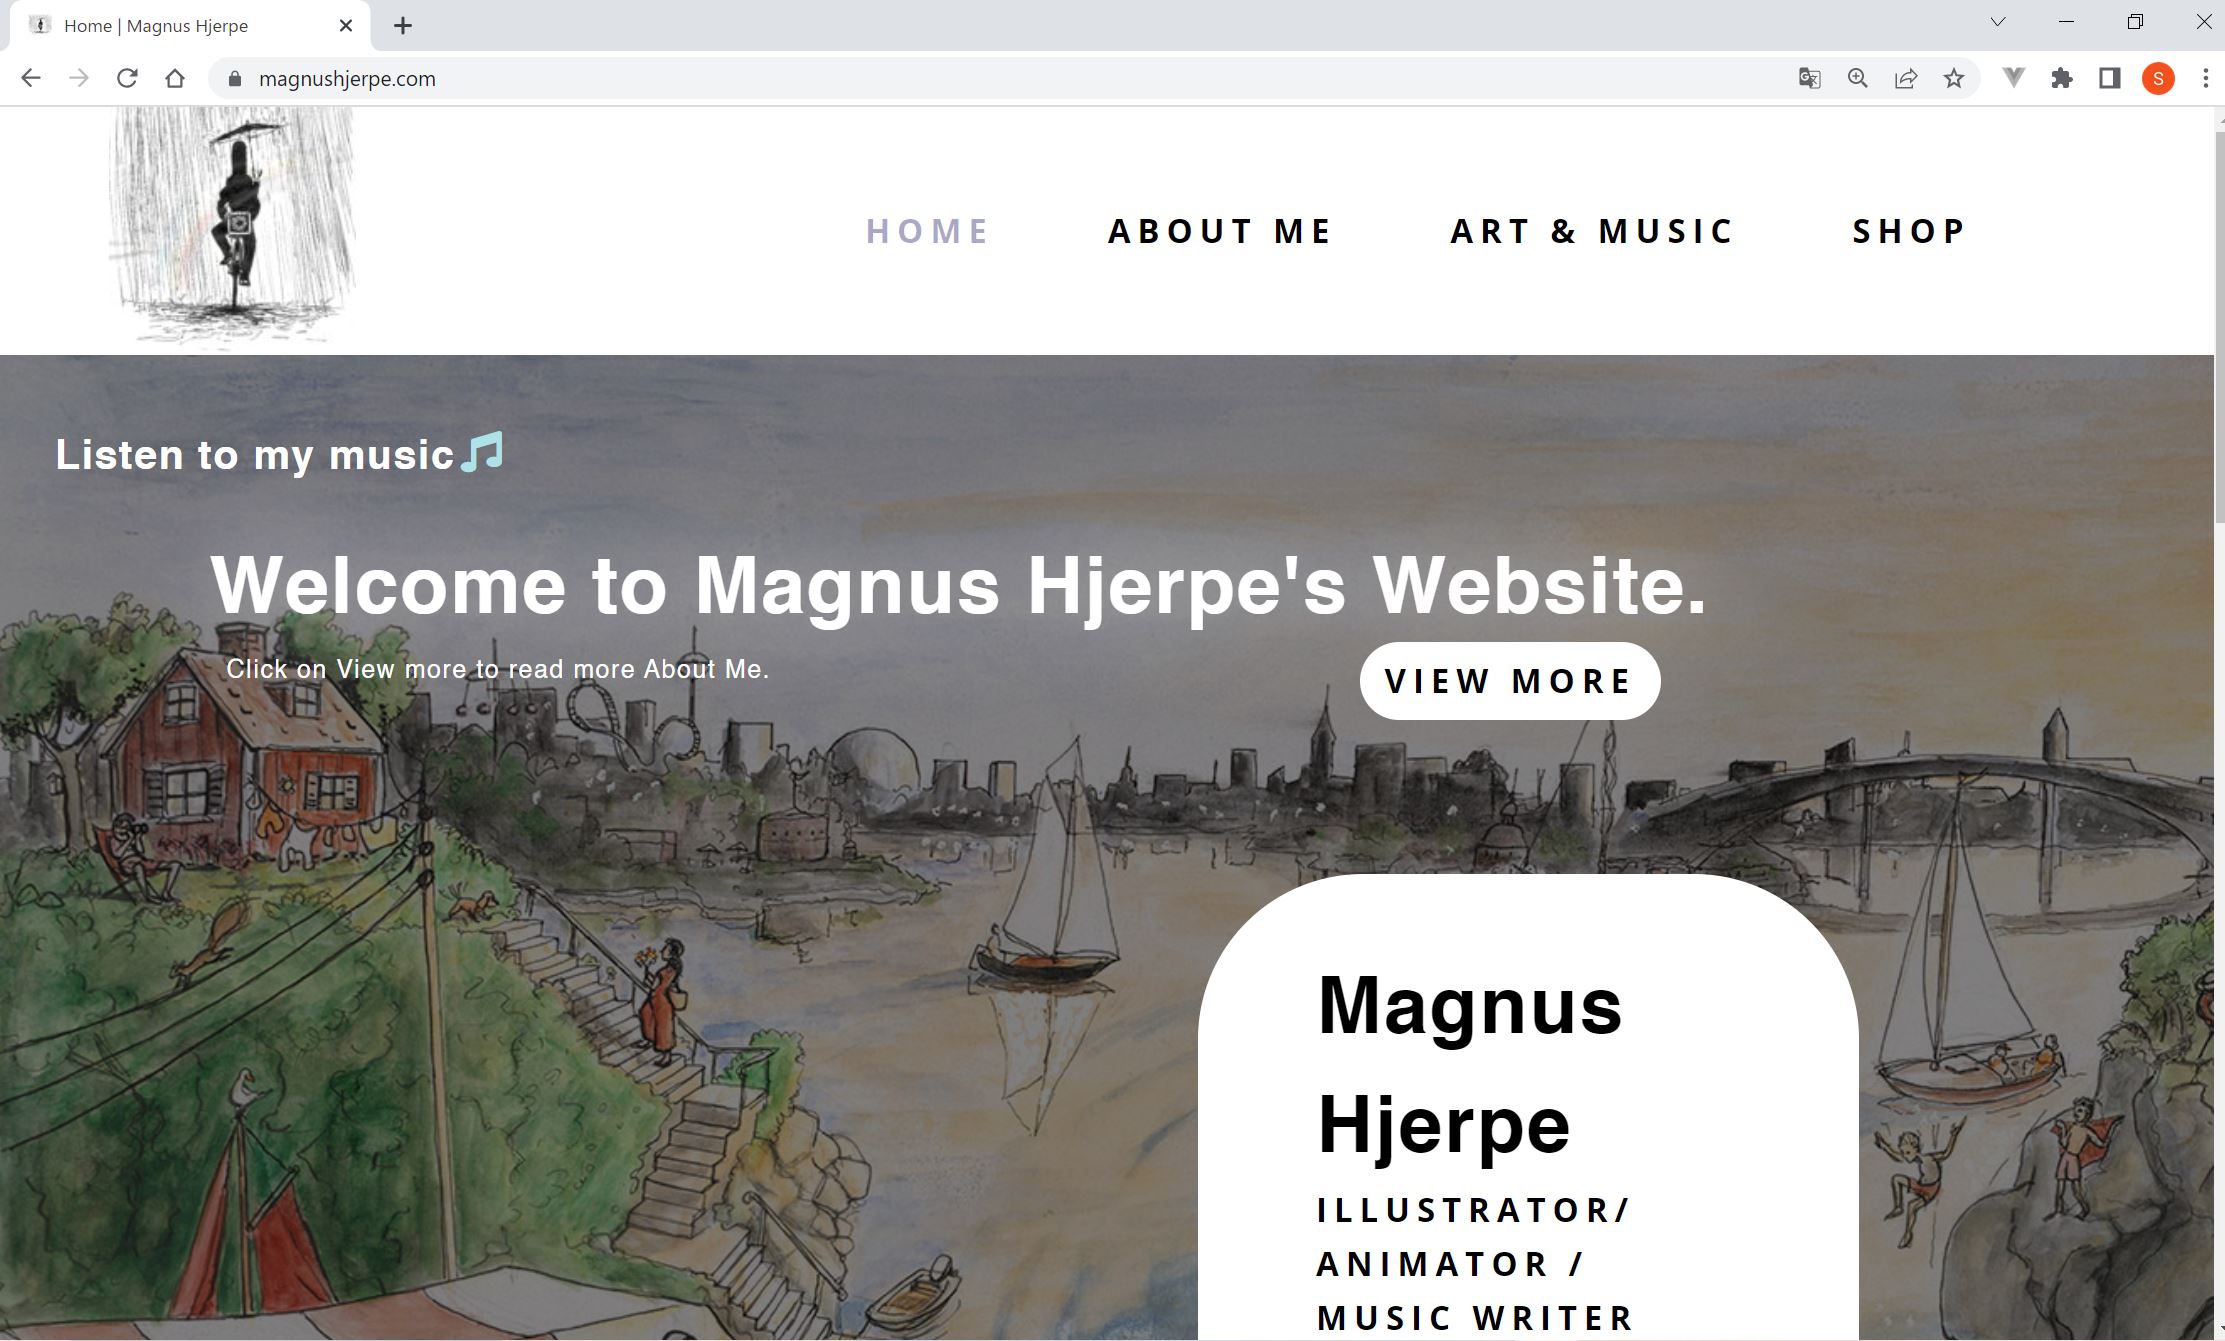 Home | Magnus Hjerpe
magnushjerpe.com
S
HOME ABOUT ME ART & MUSIC SHOP
Listen to my music
Welcome to Magnus Hjerpe's Website.
Click on View more to read more About Me.
VIEW MORE
Magnus
Hjerpe
ILLUSTRATOR/
ANIMATOR /
MUSIC WRITER